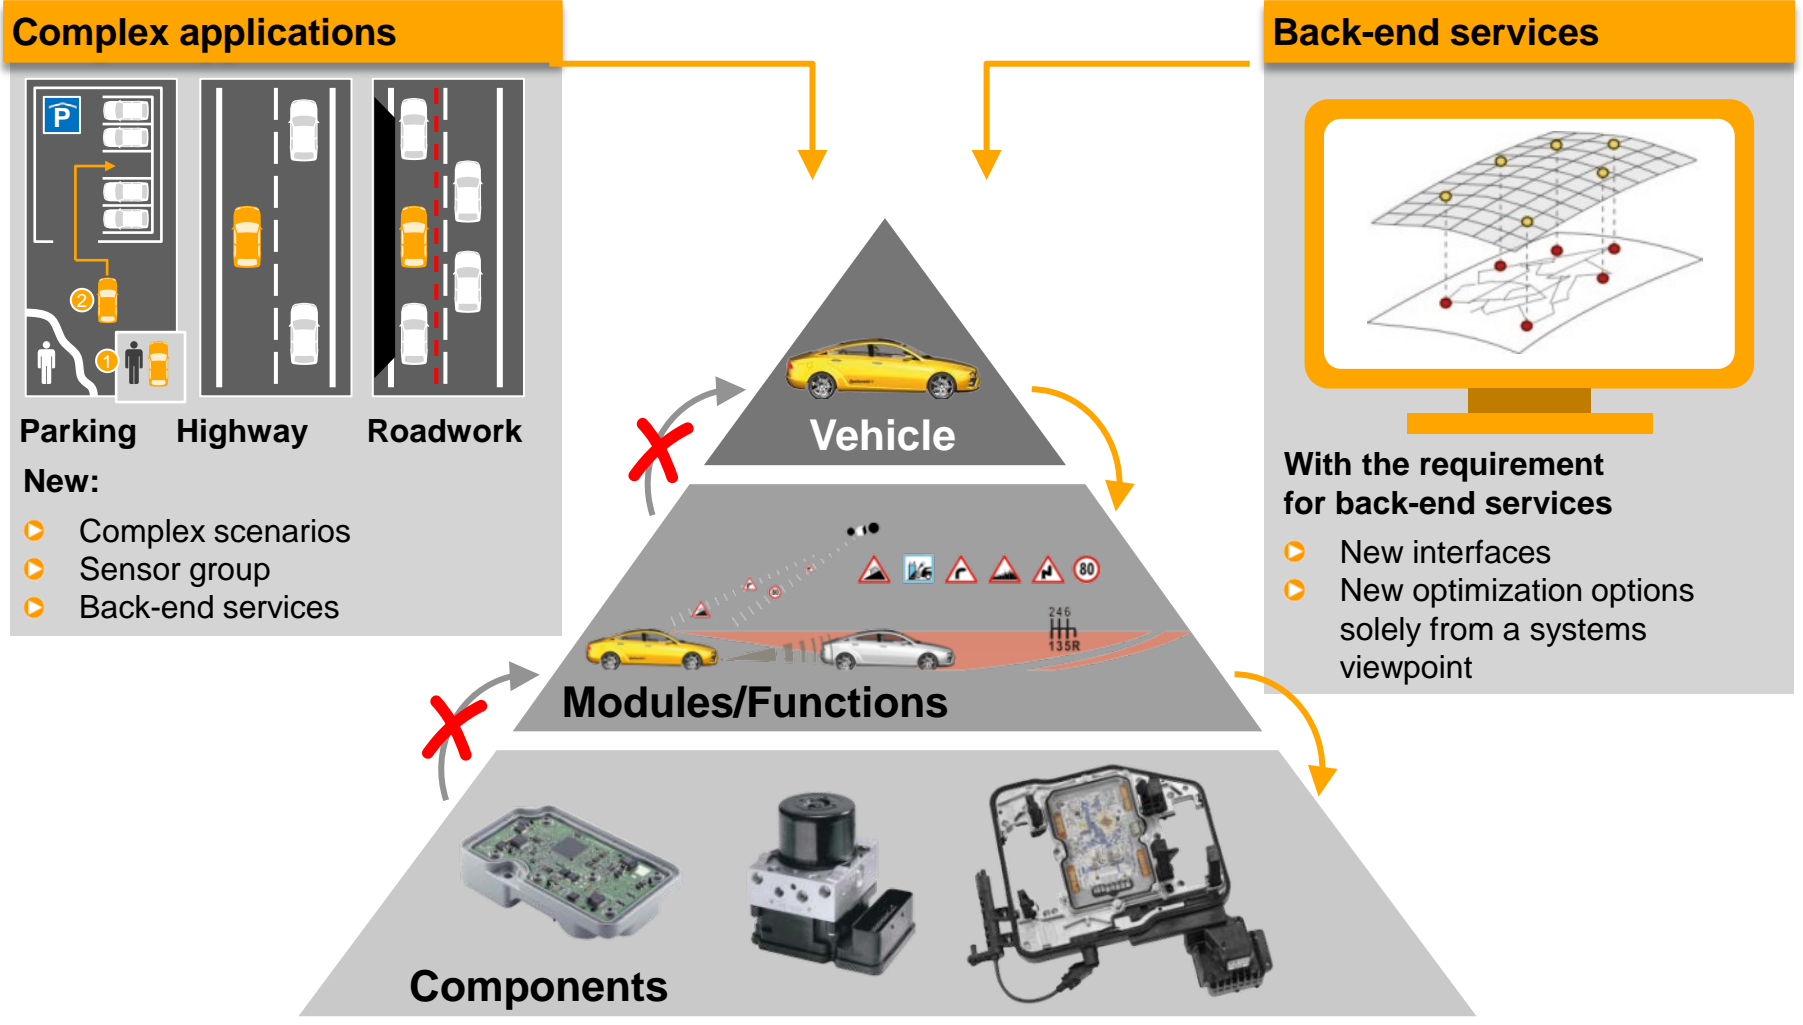 Complex applications
P
2
1
Parking Highway Roadwork
New:
Complex scenarios
Sensor group
Back-end services
Back-end services
With the requirement
for back-end services
New interfaces
New optimization options
solely from a systems
viewpoint
Vehicle
80
80
246
135R
Modules/Functions
Components